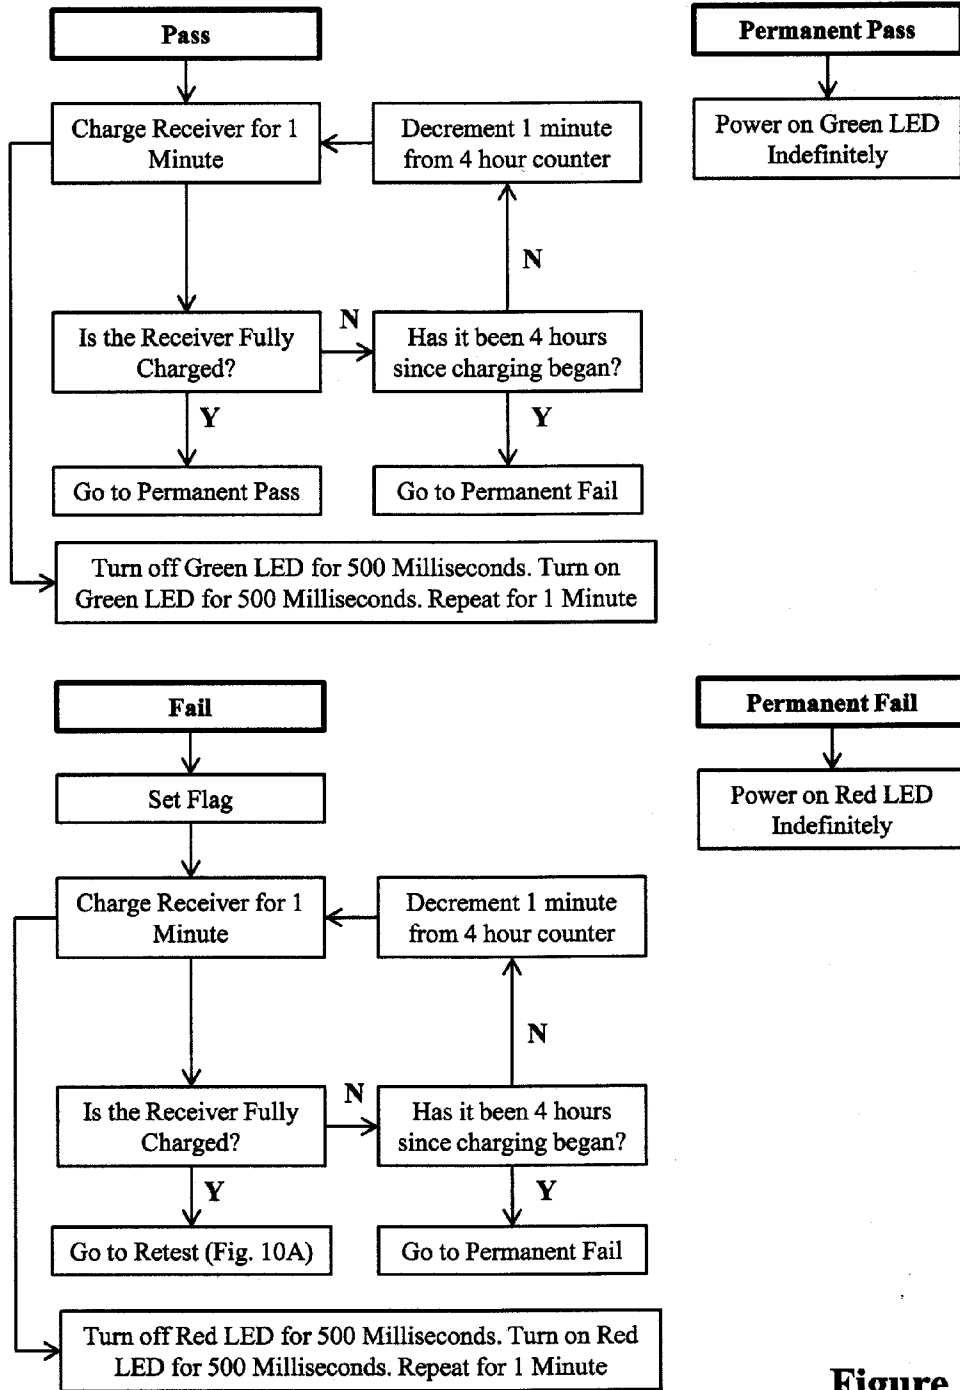 Pass
Permanent Pass
Charge Receiver for 1
Minute
Decrement 1 minute
from 4 hour counter
Power on Green LED
Indefinitely
N
Is the Receiver Fully
Charged?
N
Has it been 4 hours
since charging began?
Y
Y
Go to Permanent Pass
Go to Permanent Fail
Turn off Green LED for 500 Milliseconds. Turn on
Green LED for 500 Milliseconds. Repeat for 1 Minute
Fail
Permanent Fail
Set Flag
Power on Red LED
Indefinitely
Charge Receiver for 1
Minute
Decrement 1 minute
from 4 hour counter
N
Is the Receiver Fully
Charged?
N
Has it been 4 hours
since charging began?
Y
Y
Go to Retest (Fig. 10A)
Go to Permanent Fail
Turn off Red LED for 500 Milliseconds. Turn on Red
LED for 500 Milliseconds. Repeat for 1 Minute
Figure